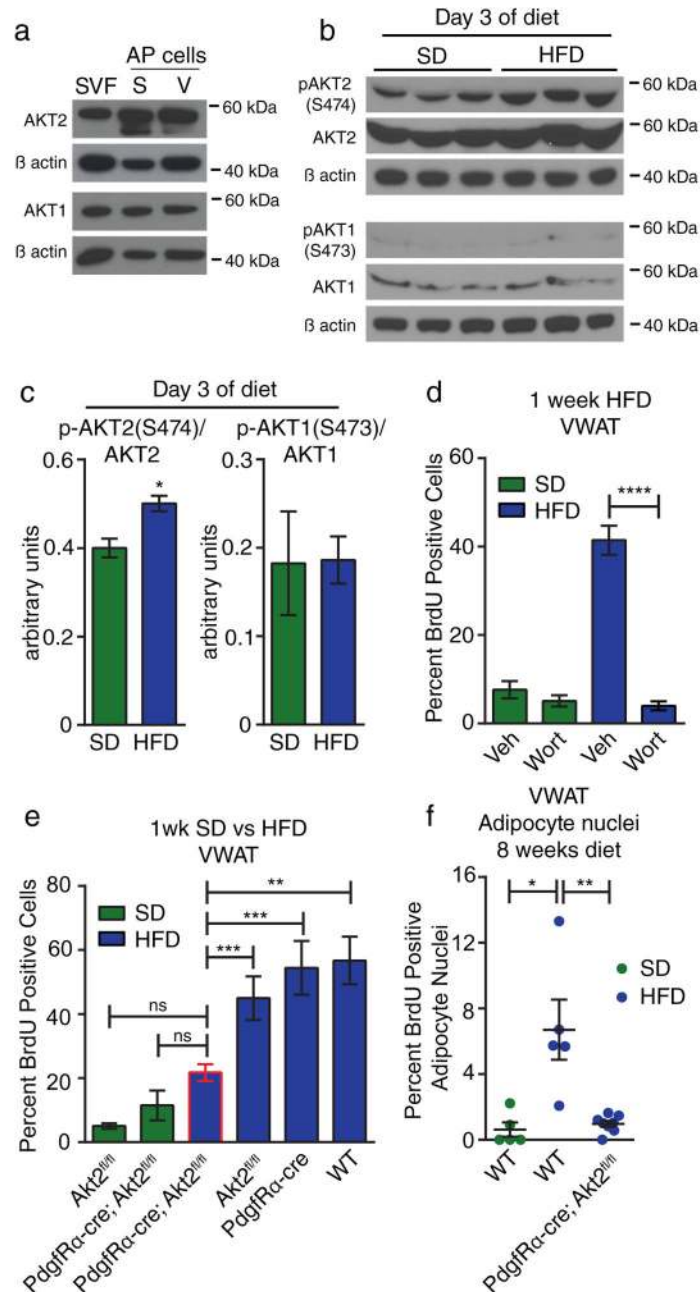 a
AP cells
SVF S V
AKT2
60 kDa
ß actin
40 kDa
AKT1
60 kDa
ß actin
40 kDa
b
Day 3 of diet
SD HFD
pAKT2
(S474)
60 kDa
AKT2
60 kDa
ß actin
40 kDa
pAKT1
(S473)
60 kDa
AKT1
60 kDa
ß actin
40 kDa
c
Day 3 of diet
p-AKT2(S474)/
AKT2
arbitrary units
0.6
0.4
0.2
0
*
SD HFD
p-AKT1(S473)/
AKT1
arbitrary units
0.3
0.2
0.1
0
SD HFD
d
1 week HFD
VWAT
Percent BrdU Positive Cells
60
40
20
0
SD
HFD
****
Veh
Wort
Veh
Wort
e
1wk SD vs HFD
VWAT
Percent BrdU Positive Cells
80
60
40
20
0
SD
HFD
**
***
***
ns
ns
Akt2fl/fl
PdgfRα-cre; Akt2fl/fl
PdgfRα-cre; Akt2fl/fl
Akt2fl/fl
PdgfRα-cre
WT
f
VWAT
Adipocyte nuclei
8 weeks diet
Percent BrdU Positive
Adipocyte Nuclei
16
12
8
4
0
* **
SD
HFD
WT
WT
PdgfRα-cre; Akt2fl/fl